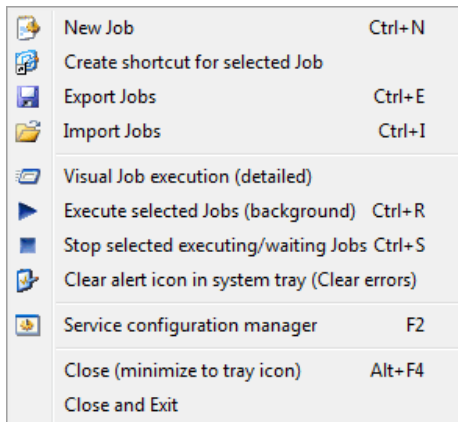 New Job Ctrl+N
Create shortcut for selected Job
Export Jobs Ctrl+E
Import Jobs Ctrl+I
Visual Job execution (detailed)
Execute selected Jobs (background) Ctrl+R
Stop selected executing/waiting Jobs Ctrl+S
Clear alert icon in system tray (Clear errors)
Service configuration manager F2
Close (minimize to tray icon) Alt+F4
Close and Exit